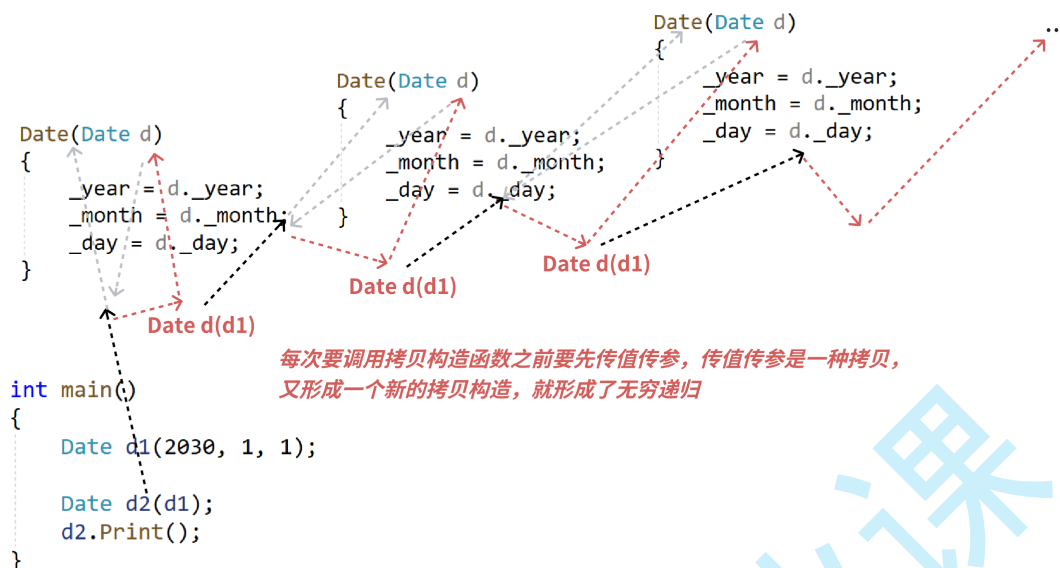 Date(Date d)
{
_year = d._year;
_month = d._month;
_day = d._day;
}
Date d(d1)
Date(Date d)
{
_year = d._year;
_month = d._month;
_day = d._day;
}
Date d(d1)
Date(Date d)
{
_year = d._year;
_month = d._month;
_day = d._day;
}
Date d(d1)
..
每次要调用拷贝构造函数之前要先传值传参，传值传参是一种拷贝，
又形成一个新的拷贝构造，就形成了无穷递归
int main()
{
Date d1(2030, 1, 1);
Date d2(d1);
d2.Print();
}
课